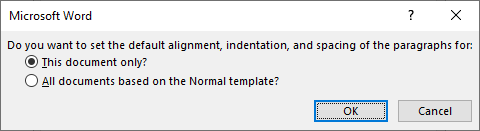 Microsoft Word
Do you want to set the default alignment, indentation, and spacing of the paragraphs for:
This document only?
All documents based on the Normal template?
OK Cancel